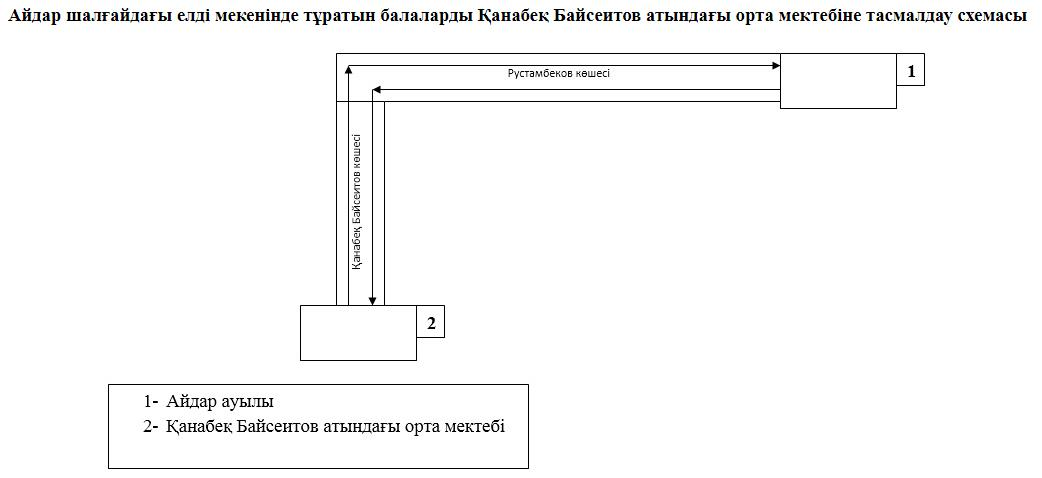 Айдар шалғайдағы елді мекенінде тұратын балаларды Қанабек Байсеитов атындағы орта мектебіне тасмалдау схемасы
Рустамбеков көшесі
1
Қанабек Байсеитов көшесі
2
1- Айдар ауылы
2- Қанабек Байсеитов атындағы орта мектебі